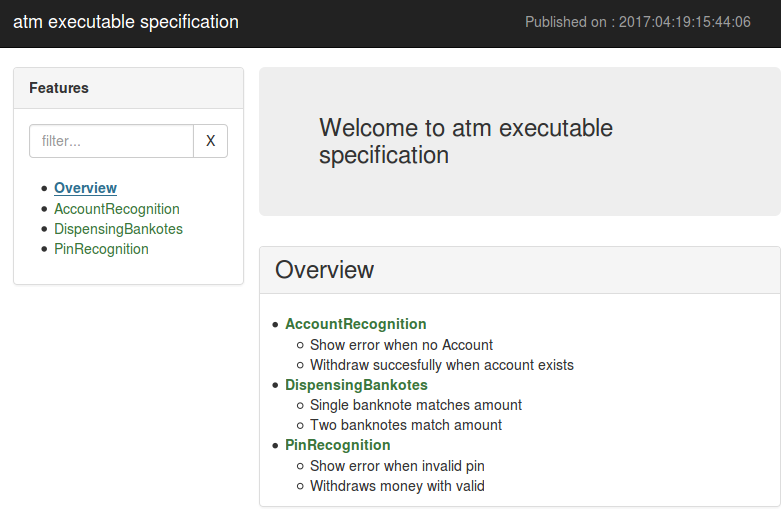 atm executable specification
Published on : 2017:04:19:15:44:06
Features
filter...
X
Overview
AccountRecognition
DispensingBankotes
PinRecognition
Welcome to atm executable
specification
Overview
AccountRecognition
Show error when no Account
Withdraw succesfully when account exists
DispensingBankotes
Single banknote matches amount
Two banknotes match amount
PinRecognition
Show error when invalid pin
Withdraws money with valid